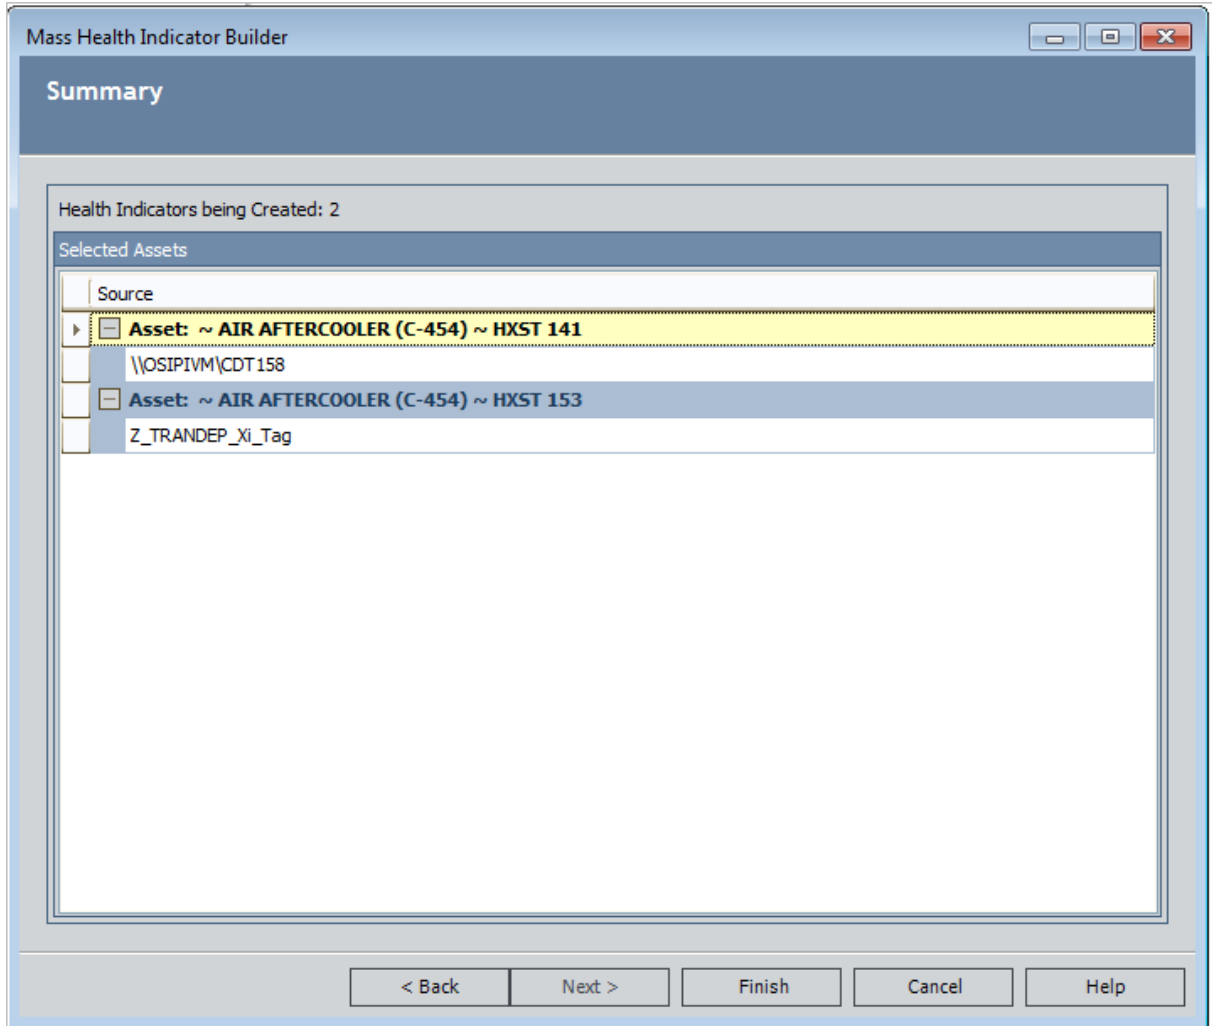 Mass Health Indicator Builder
Summary
Health Indicators being Created: 2
Selected Assets
Source
Asset: ~ AIR AFTERCOOLER (C-454) ~ HXST 141
\\OSIPIVM\CDT158
Asset: ~ AIR AFTERCOOLER (C-454) ~ HXST 153
Z_TRANDEP_Xi_Tag
< Back Next > Finish Cancel Help